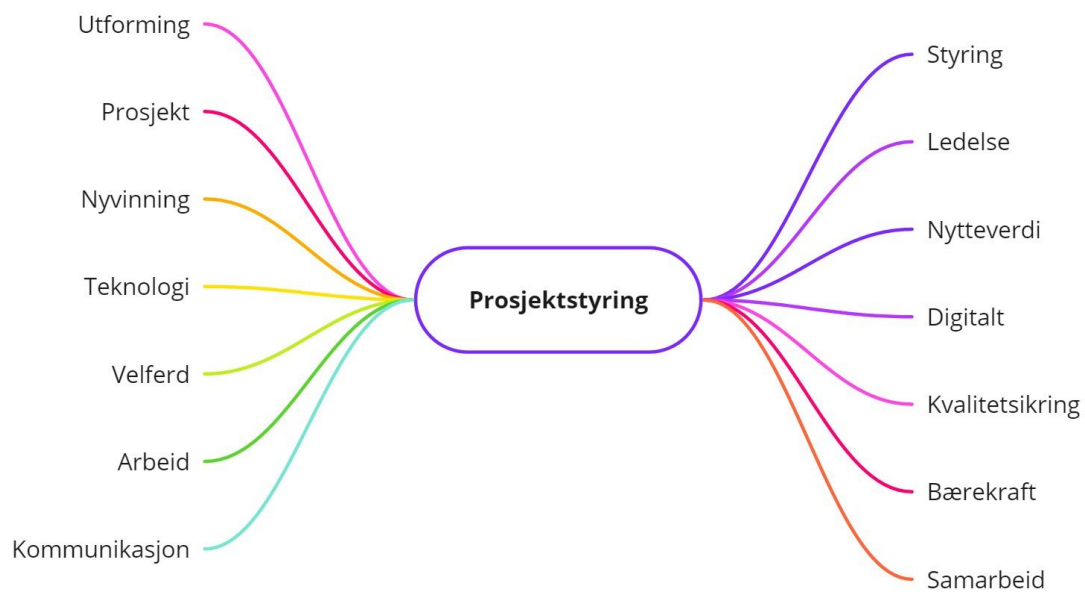 Utforming
Prosjekt
Nyvinning
Teknologi
Velferd
Arbeid
Kommunikasjon
Prosjektstyring
Styring
Ledelse
Nytteverdi
Digitalt
Kvalitetsikring
Bærekraft
Samarbeid